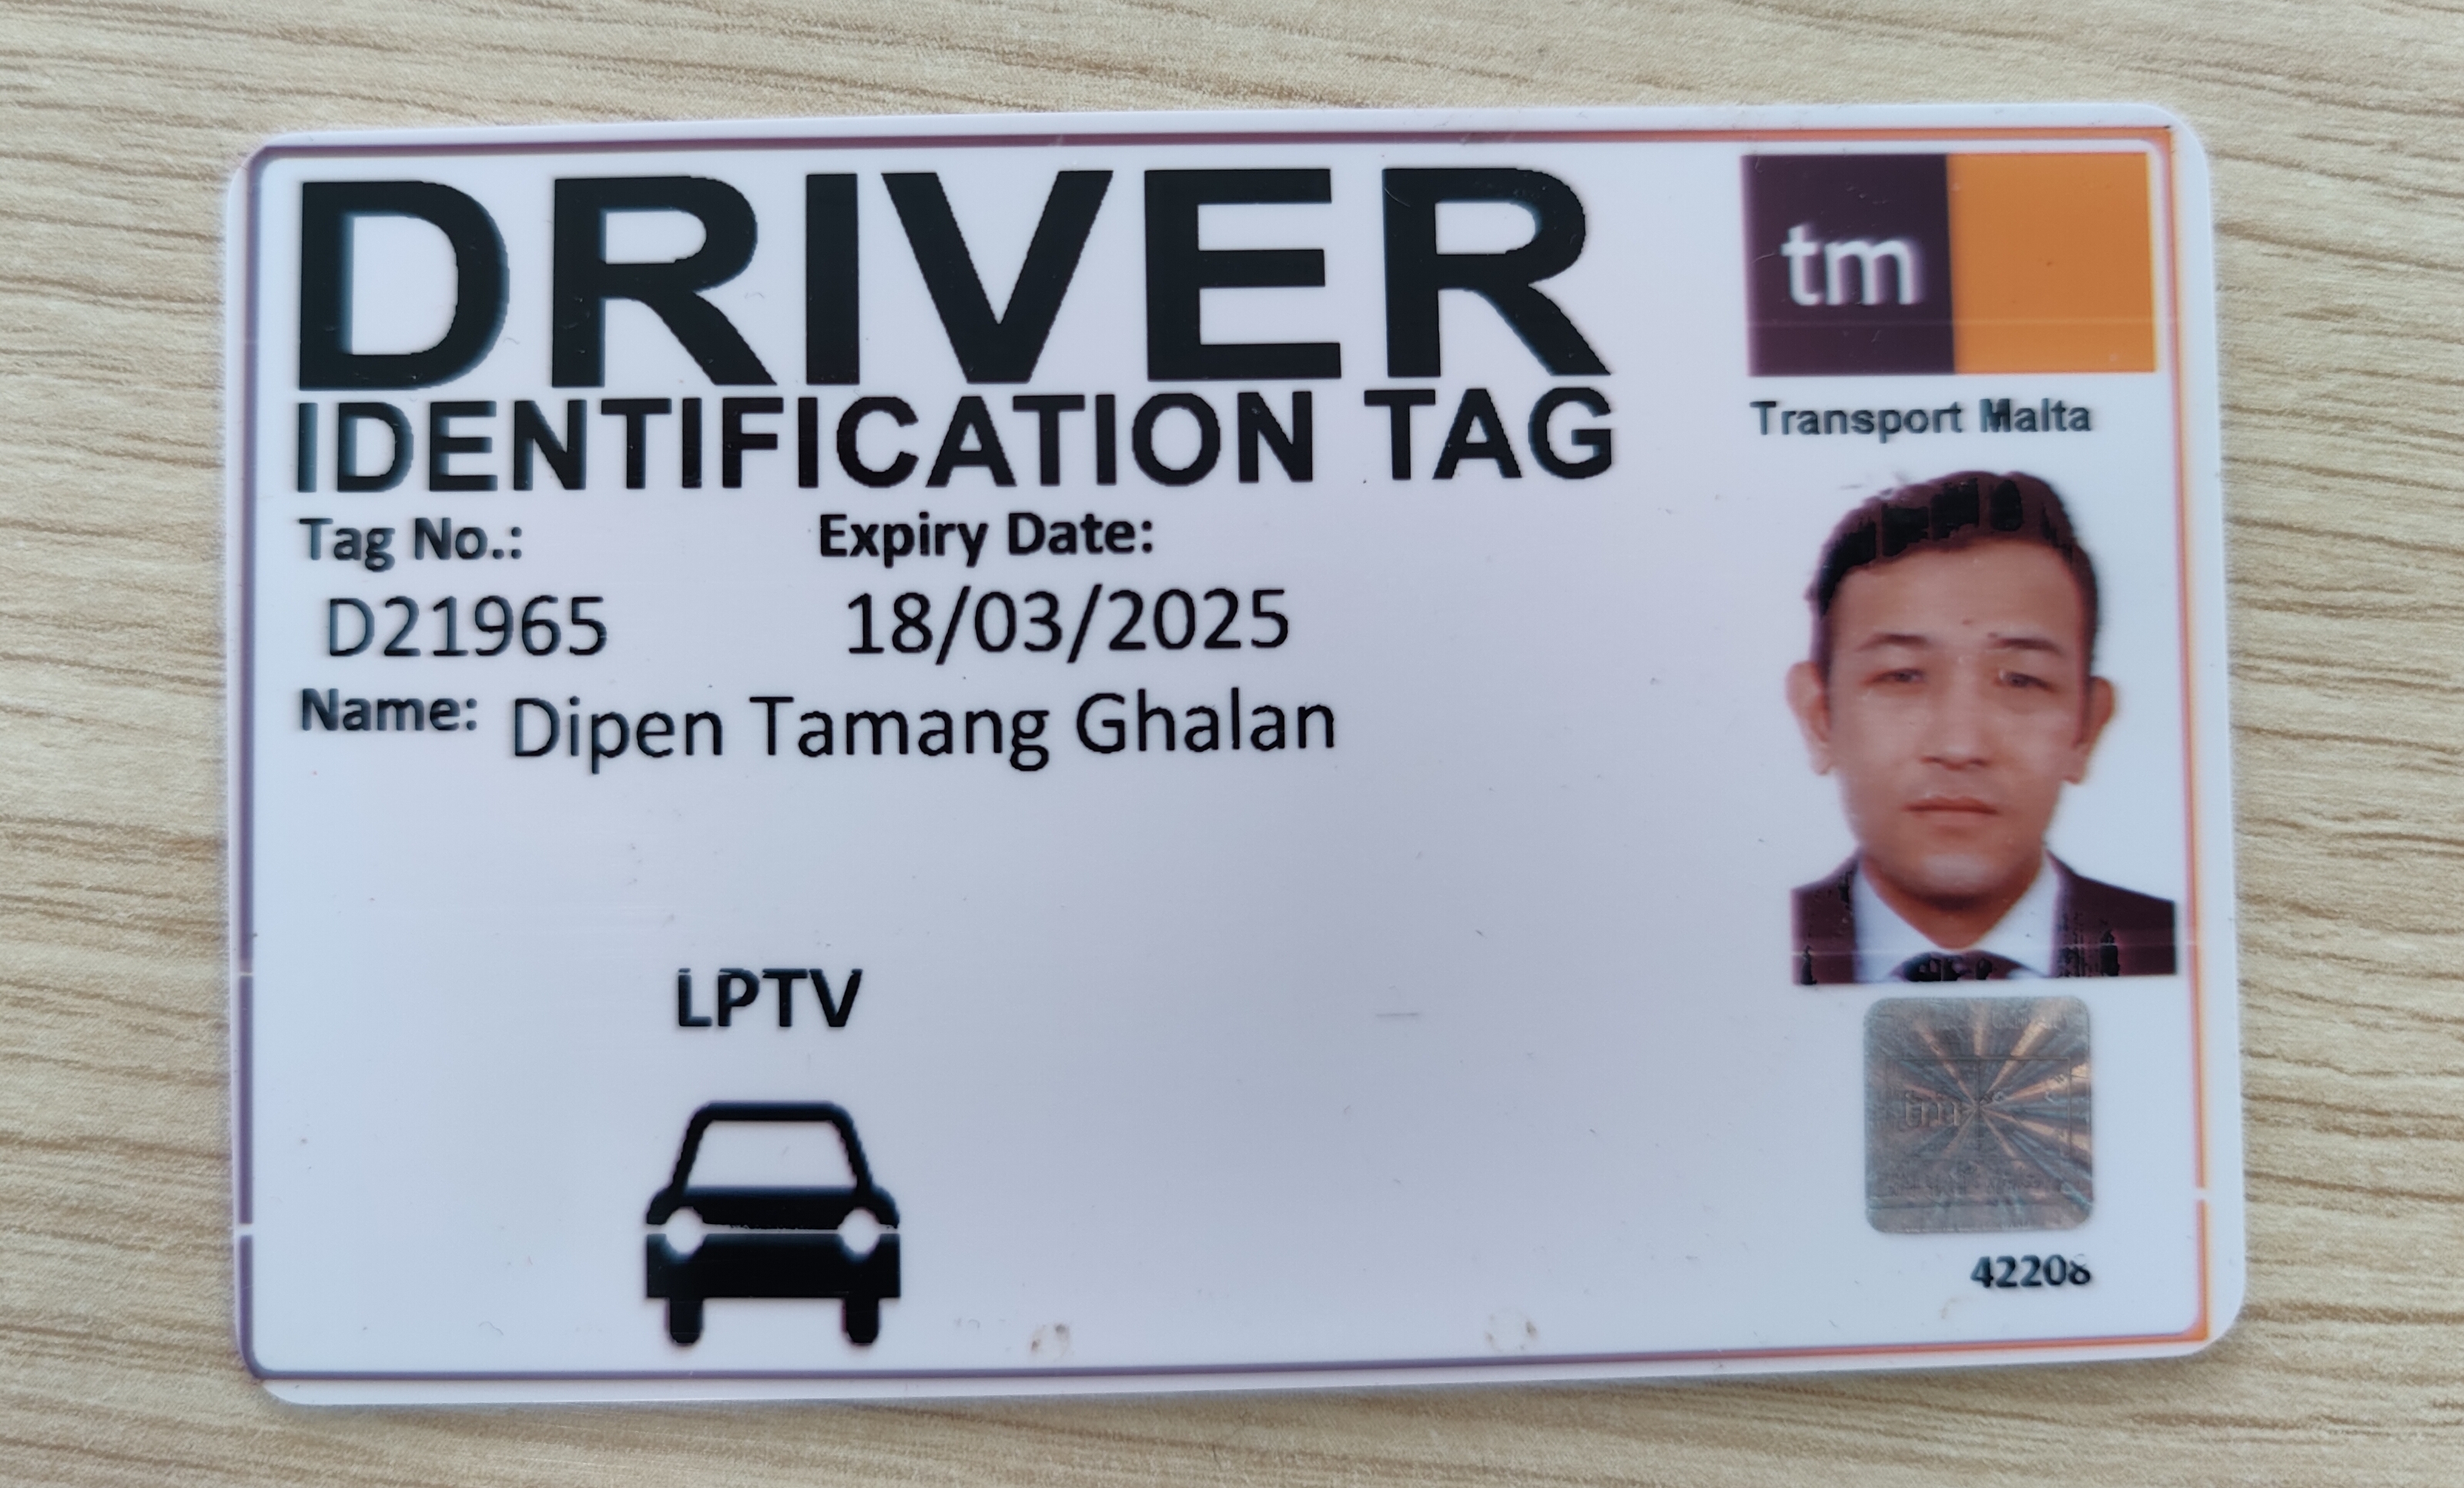 DRIVER
IDENTIFICATION TAG
tm
Transport Malta
Tag No.: Expiry Date:
D21965 18/03/2025
Name: Dipen Tamang Ghalan
LPTV
tm
42208